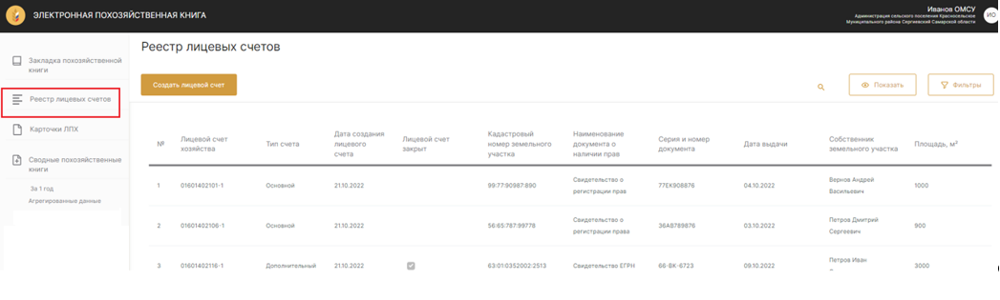 ЭЛЕКТРОННАЯ ПОХОЗЯЙСТВЕННАЯ КНИГА
Иванов ОМСУ
Администрация сельского поселения Красносельское
Муниципального района Сергиевский Самарской области
ИО
Закладка похозяйственной
книги
Реестр лицевых счетов
Карточки ЛПХ
Сводные похозяйственные
книги
За 1 год
Агрегированные данные
Реестр лицевых счетов
Создать лицевой счет
Показать
Фильтры
№
Лицевой счет
хозяйства
Тип счета
Дата создания
лицевого
счета
Лицевой счет
закрыт
Кадастровый
номер земельного
участка
Наименование
документа о
наличии прав
Серия и номер
документа
Дата выдачи
Собственник
земельного участка
Площадь, м²
1
01601402101-1
Основной
21.10.2022
99:77:90987:890
Свидетельство о
регистрации прав
77ЕК908876
04.10.2022
Вернов Андрей
Васильевич
1000
2
01601402106-1
Основной
21.10.2022
56:65:787:99778
Свидетельство о
регистрации права
36АВ789876
03.10.2022
Петров Дмитрий
Сергеевич
900
3
01601402116-1
Дополнительный
21.10.2022
63:01:0352002:2513
Свидетельство ЕГРН
66-ВК-6723
09.10.2022
Петров Иван
3000